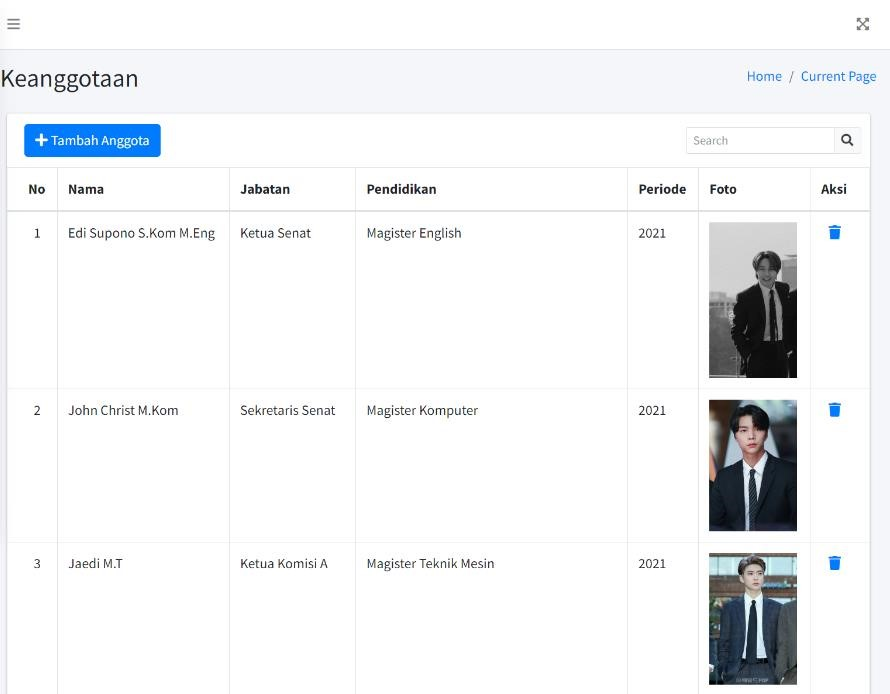 Keanggotaan
Home / Current Page
Tambah Anggota
Search
No Nama Jabatan Pendidikan Periode Foto Aksi
1 Edi Supono S.Kom M.Eng Ketua Senat Magister English 2021
2 John Christ M.Kom Sekretaris Senat Magister Komputer 2021
3 Jaedi M.T Ketua Komisi A Magister Teknik Mesin 2021